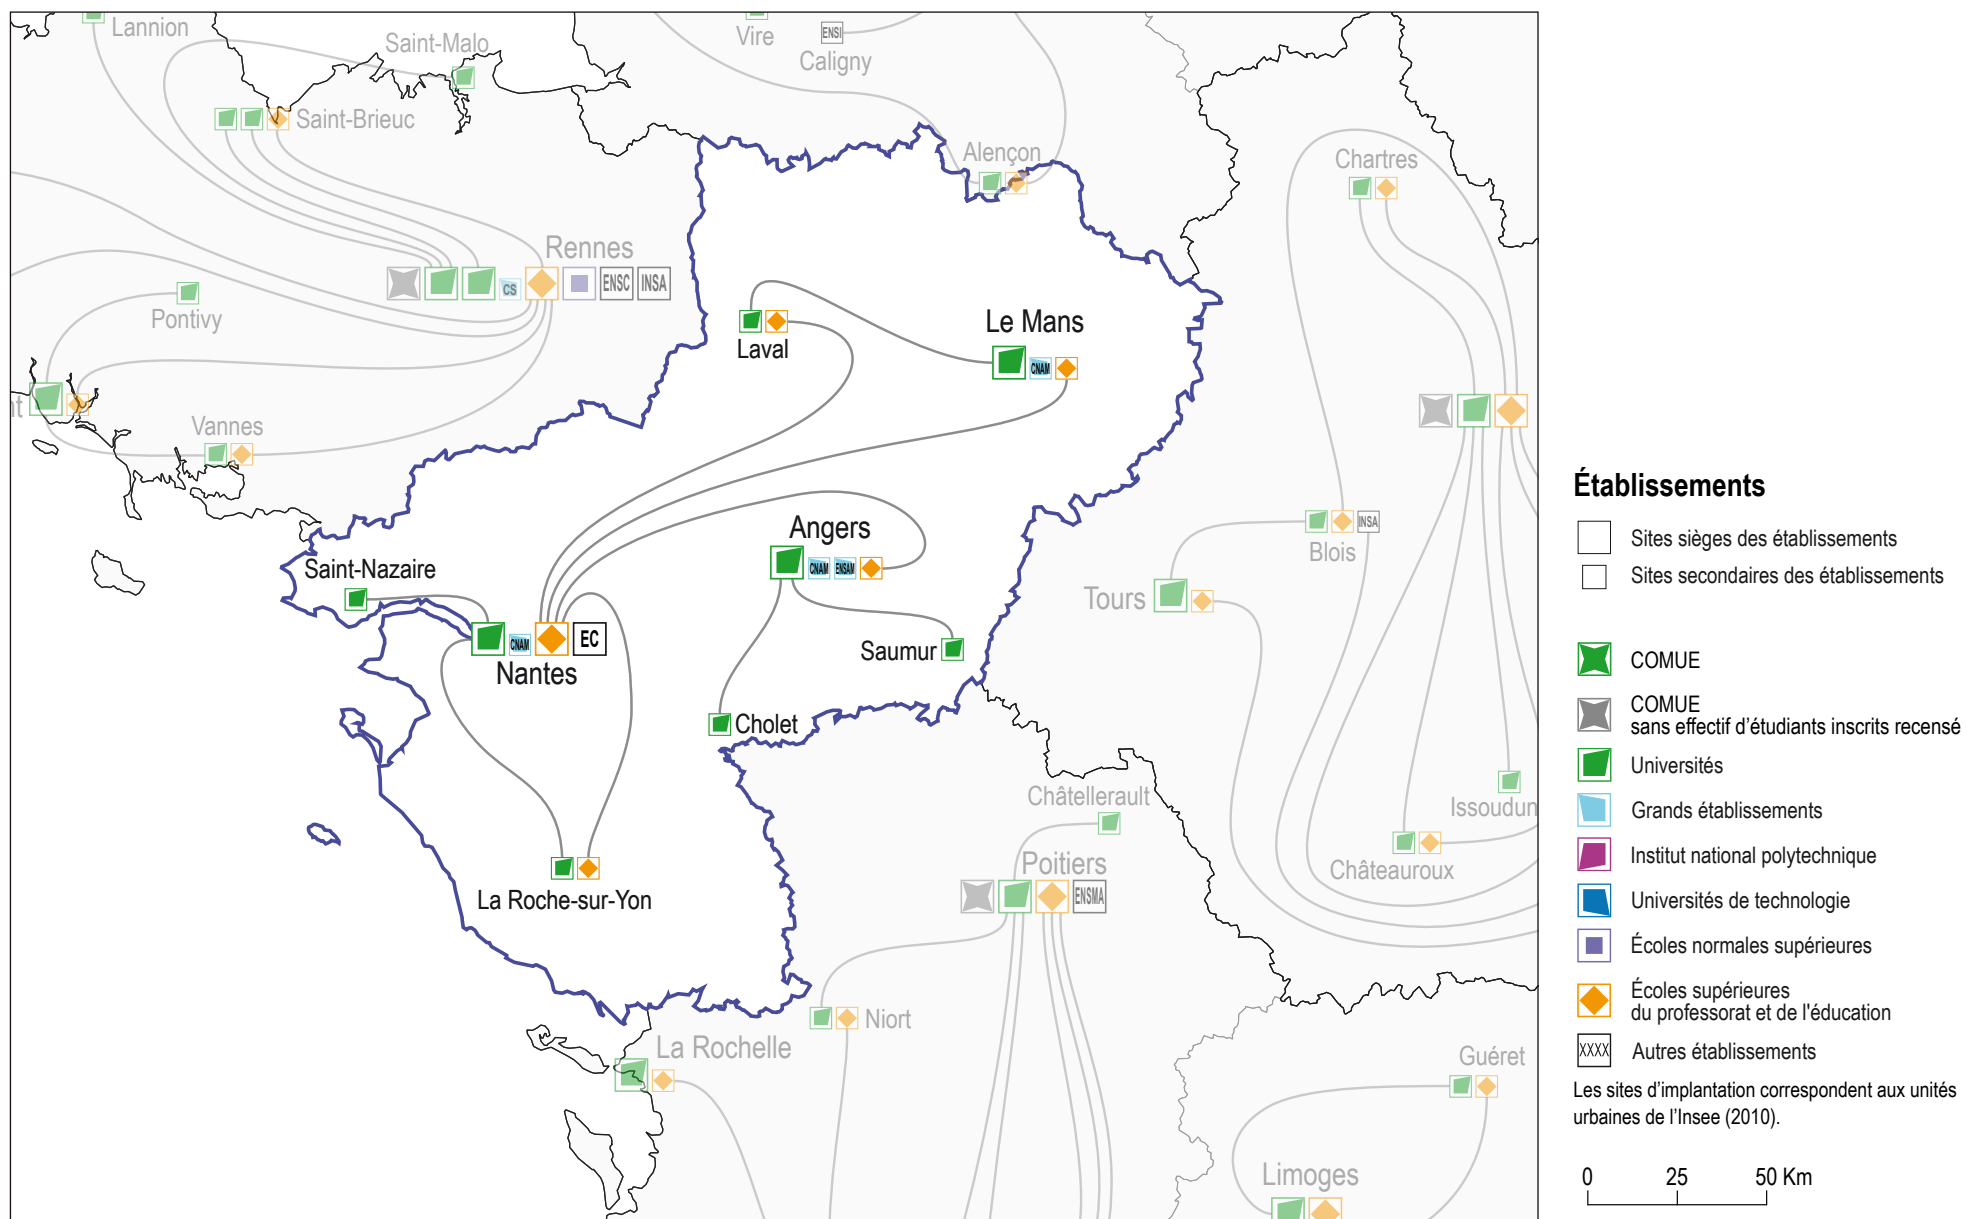 Lannion
Saint-Malo
Vire
ENSI
Caligny
Saint-Brieuc
Alençon
Chartres
Rennes
CS
ENSC
INSA
Pontivy
Laval
Le Mans
CNAM
nt
Vannes
Angers
CNAM
ENSAM
Saint-Nazaire
INSA
Blois
Tours
CNAM
EC
Nantes
Saumur
Cholet
Châtellerault
Issoudun
Poitiers
ENSMA
Châteauroux
La Roche-sur-Yon
Niort
La Rochelle
Guéret
Limoges
Établissements
Sites sièges des établissements
Sites secondaires des établissements
COMUE
COMUE
sans effectif d'étudiants inscrits recensé
Universités
Grands établissements
Institut national polytechnique
Universités de technologie
Écoles normales supérieures
Écoles supérieures
du professorat et de l'éducation
XXXX
Autres établissements
Les sites d'implantation correspondent aux unités
urbaines de l'Insee (2010).
0 25 50 Km